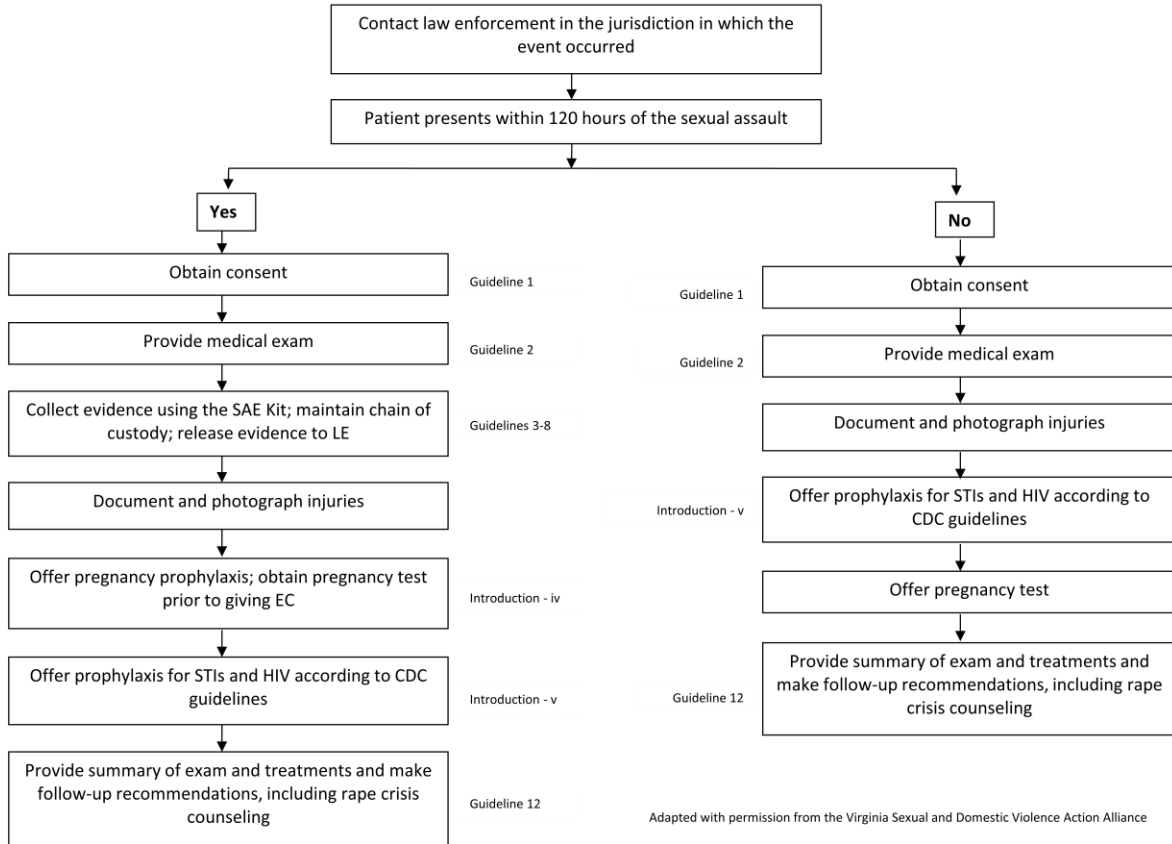 Contact law enforcement in the jurisdiction in which the
event occurred
Patient presents within 120 hours of the sexual assault
Yes
Obtain consent
Guideline 1
Provide medical exam
Guideline 2
Collect evidence using the SAE Kit; maintain chain of
custody; release evidence to LE
Guidelines 3-8
Document and photograph injuries
Offer pregnancy prophylaxis; obtain pregnancy test
prior to giving EC
Introduction - iv
Offer prophylaxis for STIs and HIV according to CDC
guidelines
Introduction - v
Provide summary of exam and treatments and make
follow-up recommendations, including rape crisis
counseling
Guideline 12
No
Obtain consent
Guideline 1
Provide medical exam
Guideline 2
Document and photograph injuries
Offer prophylaxis for STIs and HIV according to
CDC guidelines
Introduction - v
Offer pregnancy test
Provide summary of exam and treatments and
make follow-up recommendations, including rape
crisis counseling
Guideline 12
Adapted with permission from the Virginia Sexual and Domestic Violence Action Alliance